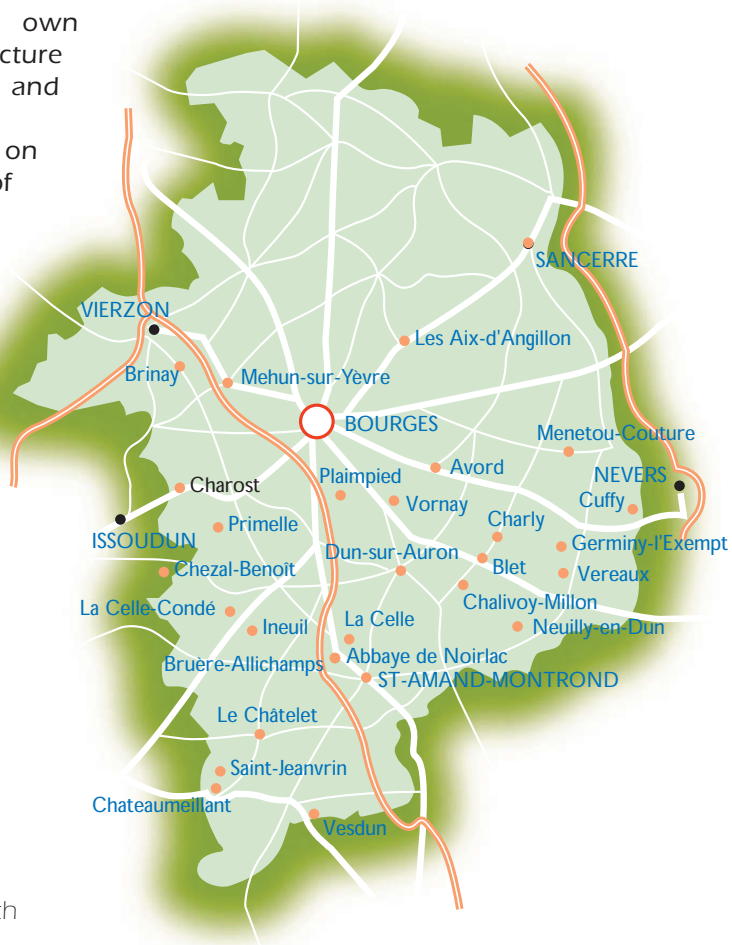 own
cture
and
on
of
SANCERRE
VIERZON
Les Aix-d'Angillon
Brinay
Mehun-sur-Yèvre
BOURGES
Menetou-Couture
Avord
NEVERS
Plaimpied
Charost
Cuffy
Vornay
Charly
Primelle
ISSOUDUN
Germiny-l'Exempt
Dun-sur-Auron
Blet
Chezal-Benoît
Vereaux
Chalivoy-Millon
La Celle-Condé
La Celle
Ineuil
Neuilly-en-Dun
Bruère-Allichamps
Abbaye de Noirlac
ST-AMAND-MONTROND
Le Châtelet
Saint-Jeanvrin
Chateaumeillant
Vesdun
th